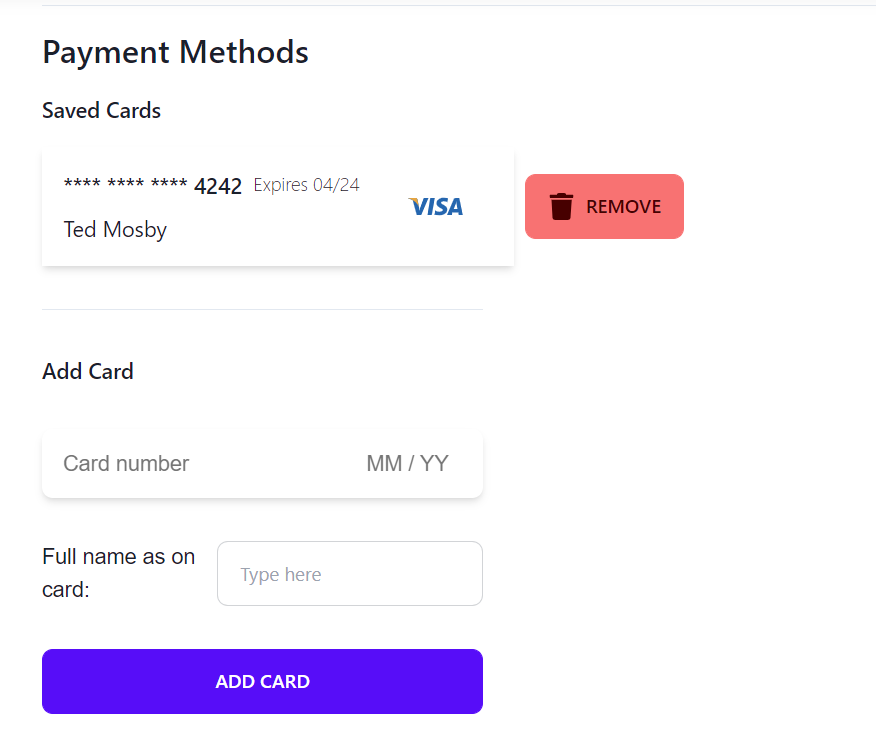 Payment Methods
Saved Cards
**** **** **** 4242 Expires 04/24
VISA
Ted Mosby
REMOVE
Add Card
Card number MM / YY
Full name as on
card:
Type here
ADD CARD